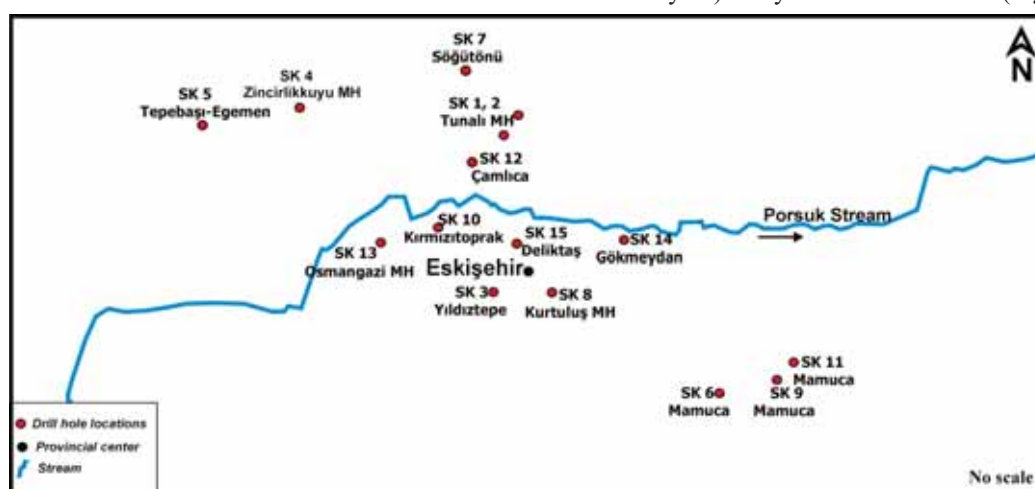 SK 7
Söğütönü
SK 4
Zincirlikkuyu MH
SK 5
Tepebaşı-Egemen
SK 1, 2
Tunalı MH
N
SK 12
Çamlıca
Porsuk Stream
SK 10
Kırmızıtoprak
SK 15
Deliktaş
SK 14
Gökmeydan
SK 13
Osmangazi MH
Eskişehir
SK 3
Yıldıztepe
SK 8
Kurtuluş MH
SK 11
Mamuca
SK 6
Mamuca
SK 9
Mamuca
Drill hole locations
Provincial center
Stream
No scale